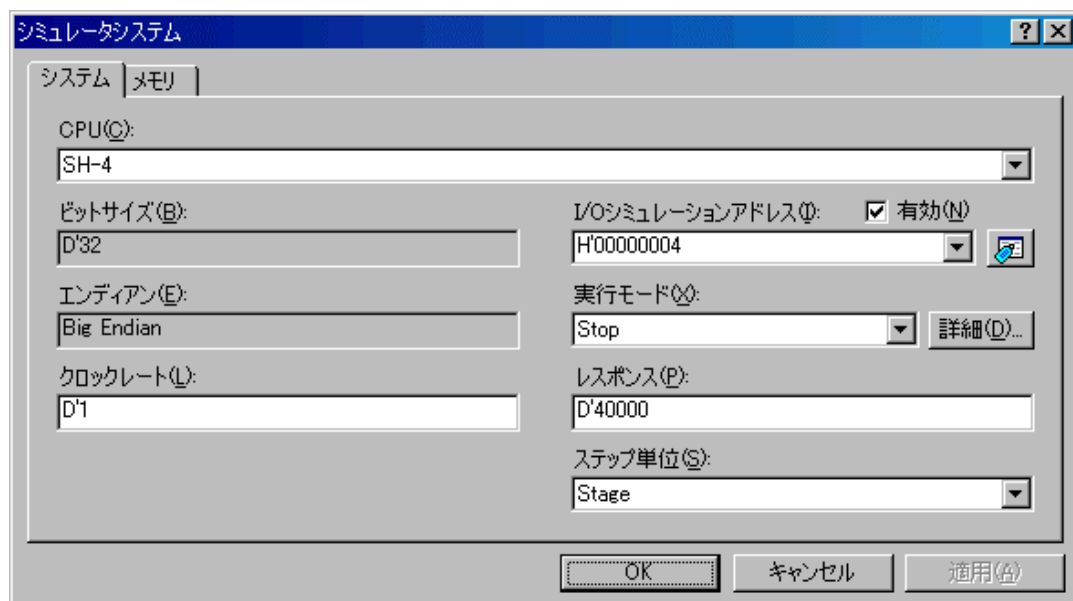 シミュレータシステム
システム メモリ
CPU(C):
SH-4
ビットサイズ(B): I/Oシミュレーションアドレス(I): 有効(N)
D'32 H'00000004
エンディアン(E): 実行モード(X):
Big Endian Stop 詳細(D)...
クロックレート(L): レスポンス(P):
D'1 D'40000
ステップ単位(S):
Stage
OK キャンセル 適用(A)